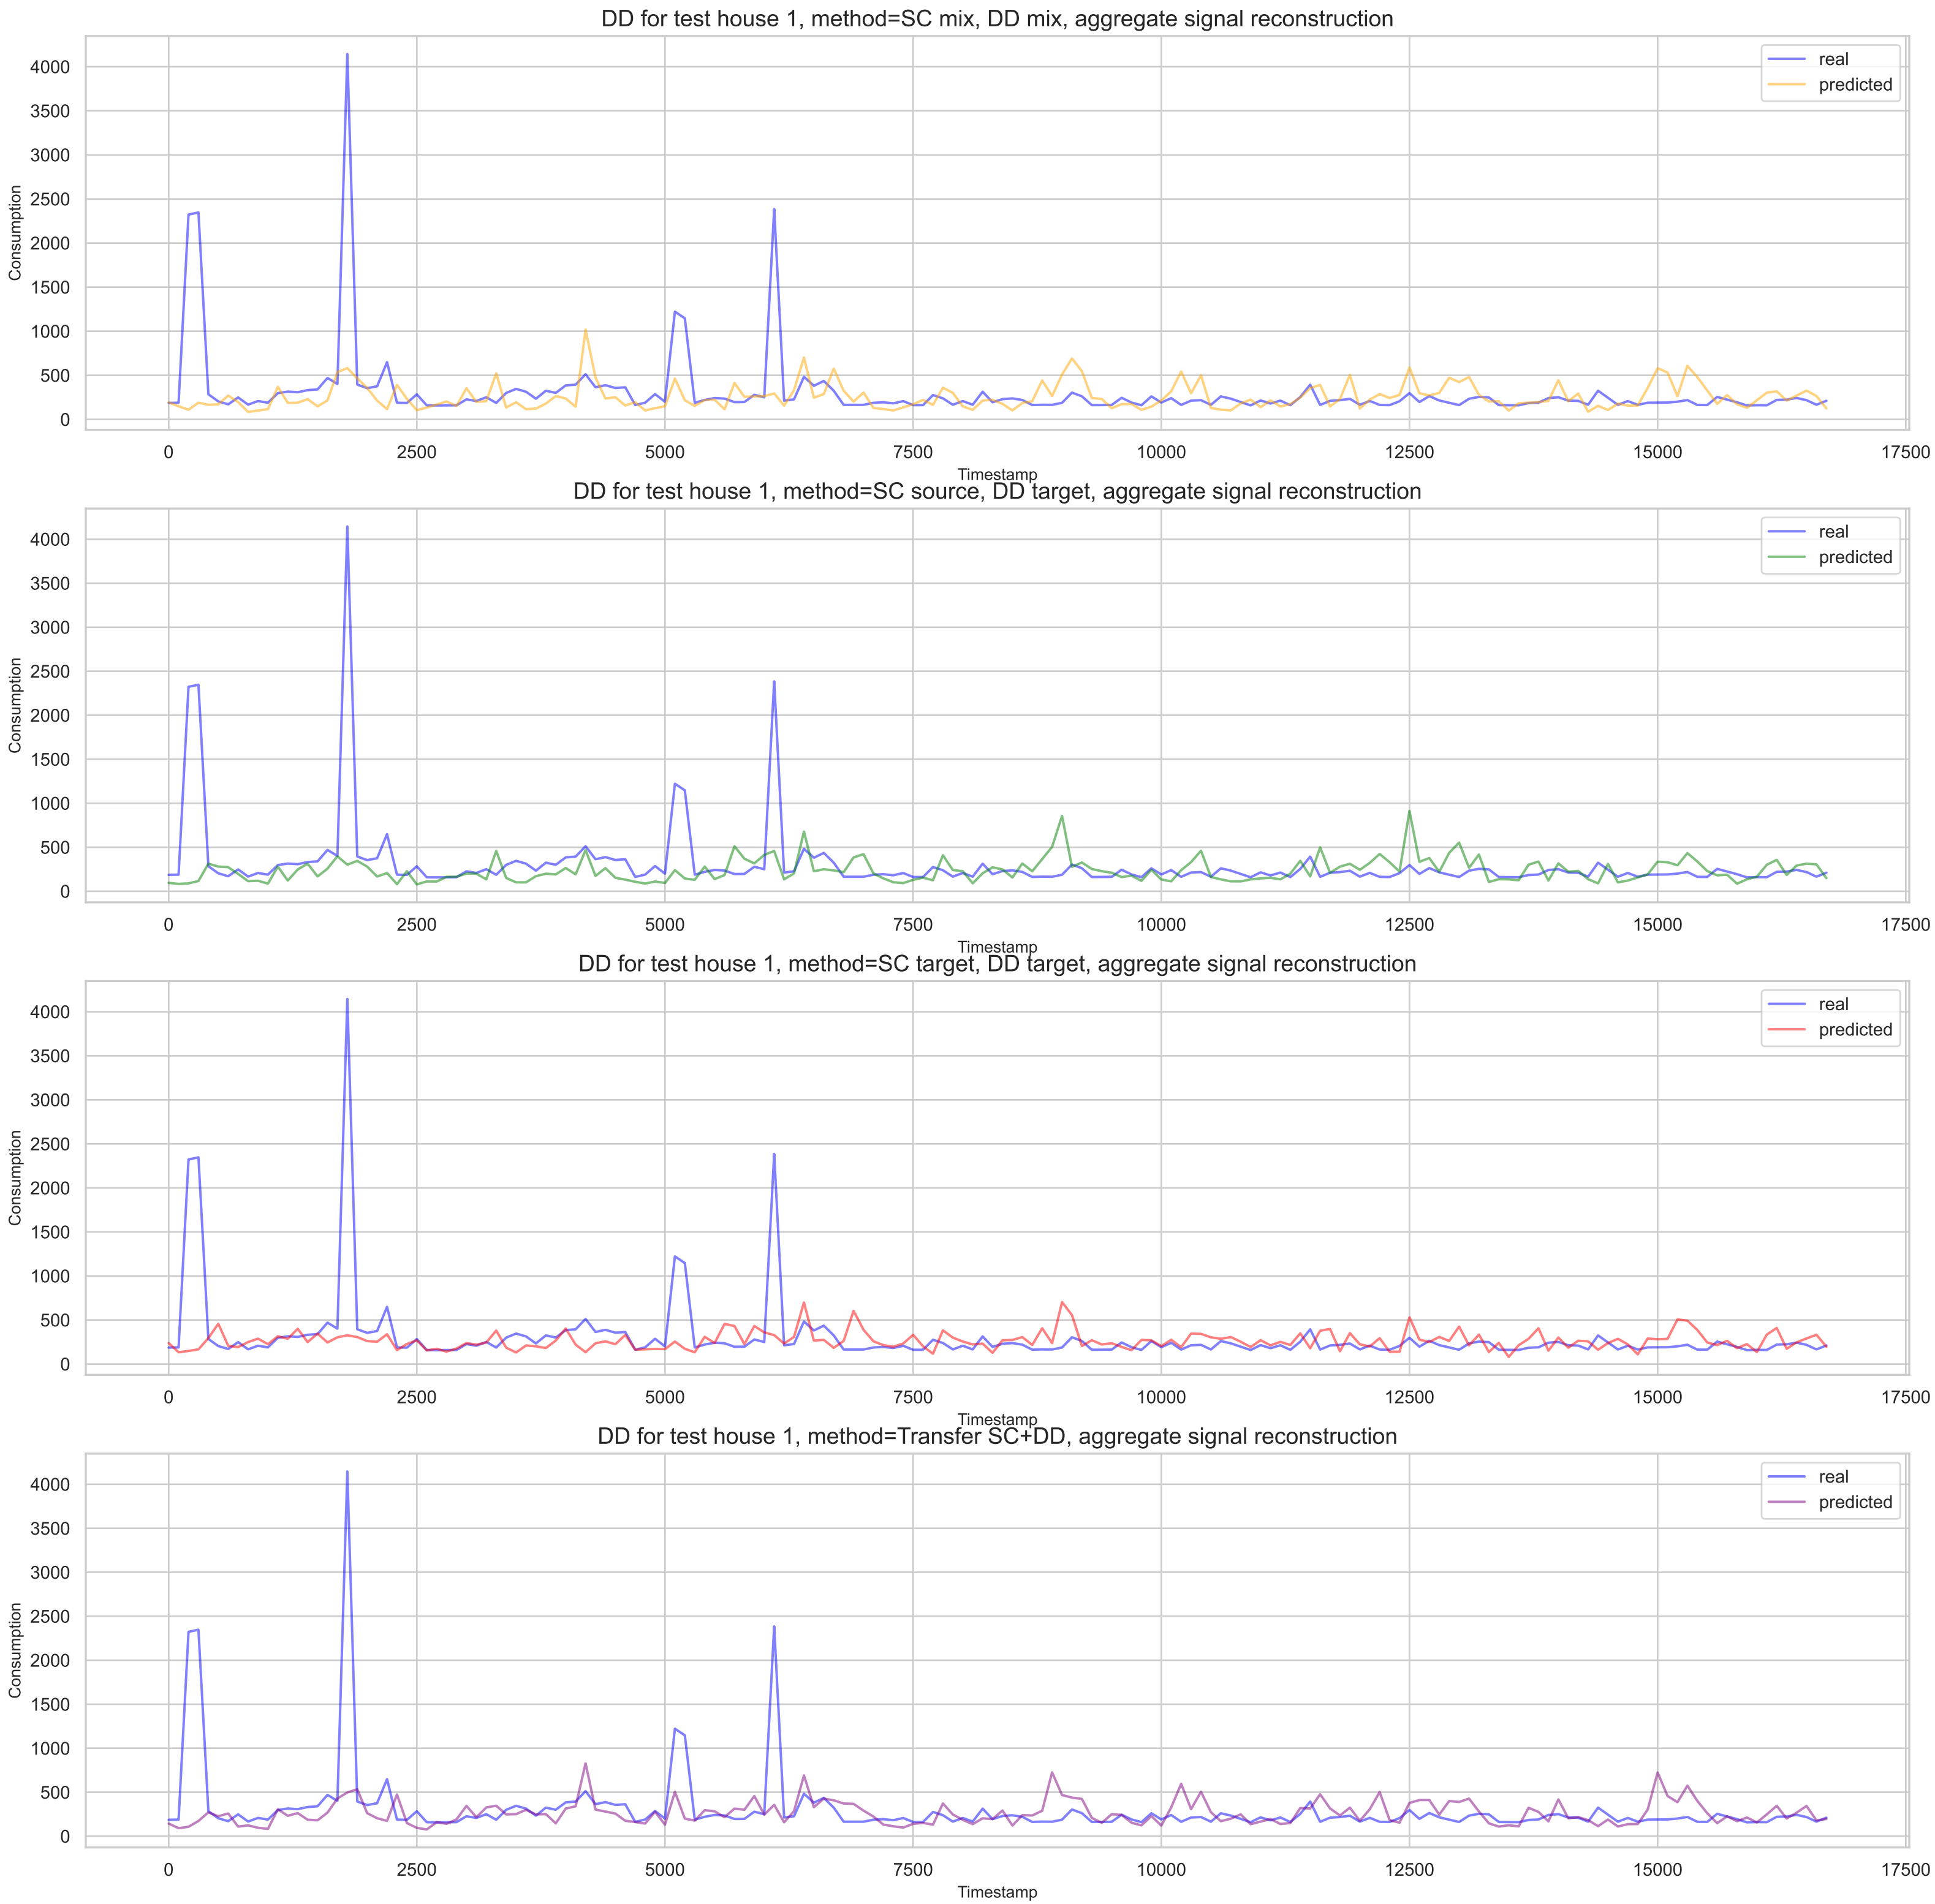 DD for test house 1, method=SC mix, DD mix, aggregate signal reconstruction
real
predicted
Consumption
4000
3500
3000
2500
2000
1500
1000
500
0
0 2500 5000 7500 10000 12500 15000 17500
Timestamp
DD for test house 1, method=SC source, DD target, aggregate signal reconstruction
real
predicted
Consumption
4000
3500
3000
2500
2000
1500
1000
500
0
0 2500 5000 7500 10000 12500 15000 17500
Timestamp
DD for test house 1, method=SC target, DD target, aggregate signal reconstruction
real
predicted
Consumption
4000
3500
3000
2500
2000
1500
1000
500
0
0 2500 5000 7500 10000 12500 15000 17500
Timestamp
DD for test house 1, method=Transfer SC+DD, aggregate signal reconstruction
real
predicted
Consumption
4000
3500
3000
2500
2000
1500
1000
500
0
0 2500 5000 7500 10000 12500 15000 17500
Timestamp